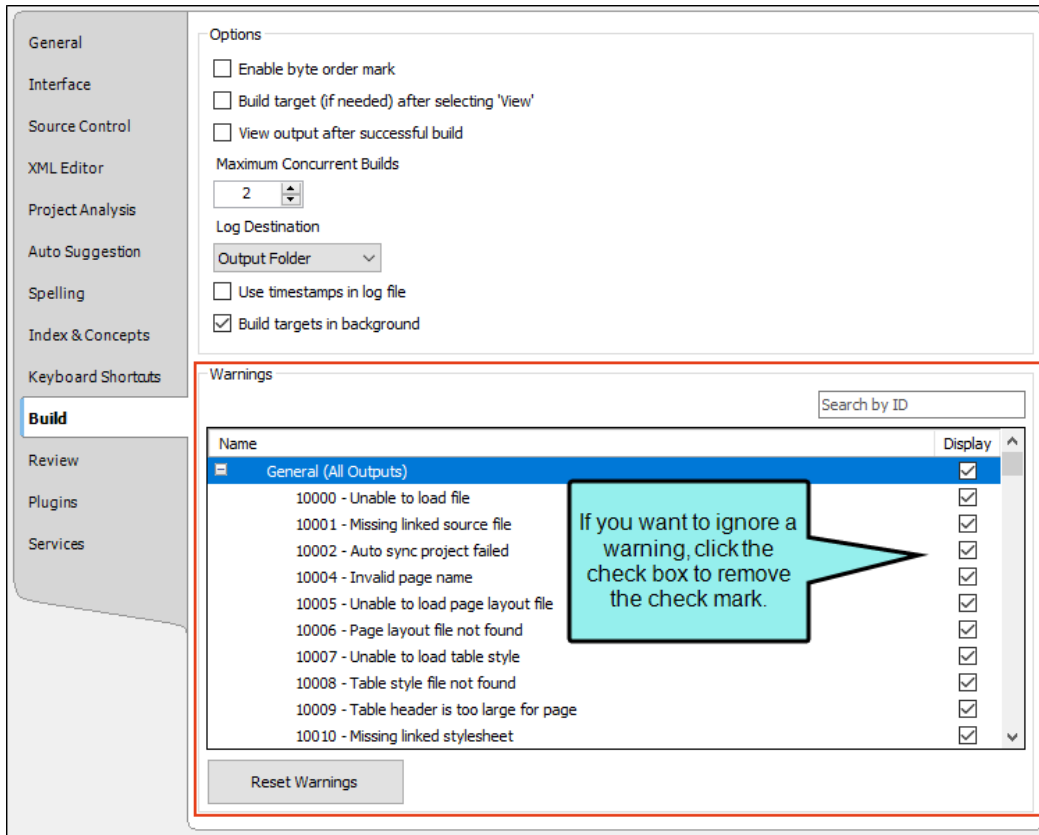 General
Interface
Source Control
XML Editor
Project Analysis
Auto Suggestion
Spelling
Index & Concepts
Keyboard Shortcuts
Build
Review
Plugins
Services
Options
Enable byte order mark
Build target (if needed) after selecting 'View'
View output after successful build
Maximum Concurrent Builds
2
Log Destination
Output Folder
Use timestamps in log file
Build targets in background
Warnings
Search by ID
Name Display
General (All Outputs)
10000 - Unable to load file
10001 - Missing linked source file
10002 - Auto sync project failed
10004 - Invalid page name
10005 - Unable to load page layout file
10006 - Page layout file not found
10007 - Unable to load table style
10008 - Table style file not found
10009 - Table header is too large for page
10010 - Missing linked stylesheet
If you want to ignore a
warning, click the
check box to remove
the check mark.
Reset Warnings